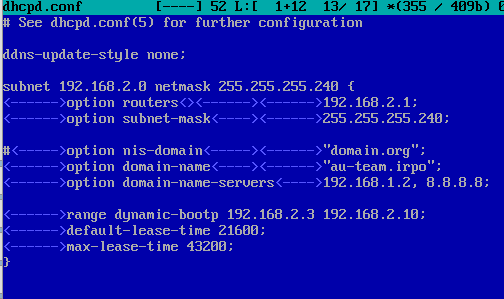 dhcpd.conf [----] 52 L:[ 1+12 13/ 17] *(355 / 409b) 0
# See dhcpd.conf(5) for further configuration
ddns-update-style none;
subnet 192.168.2.0 netmask 255.255.255.240 {
<------>option routers<><------><------>192.168.2.1;
<------>option subnet-mask<----><------>255.255.255.240;
#<----->option nis-domain<-----><------>"domain.org";
<------>option domain-name<----><------>"au-team.irpo";
<------>option domain-name-servers<---->192.168.1.2, 8.8.8.8;
<------>range dynamic-bootp 192.168.2.3 192.168.2.10;
<------>default-lease-time 21600;
<------>max-lease-time 43200;
}